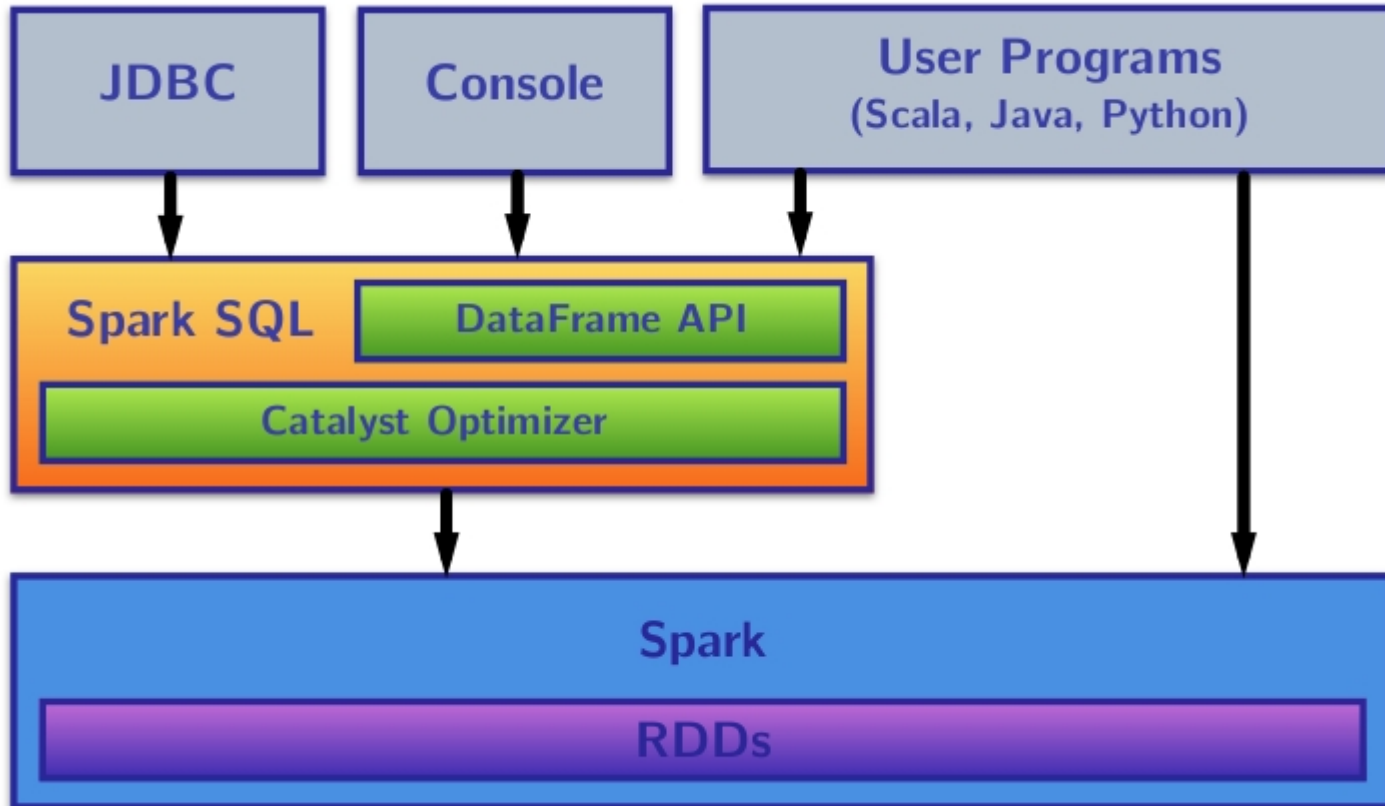 JDBC
Console
User Programs
(Scala, Java, Python)
Spark SQL
DataFrame API
Catalyst Optimizer
Spark
RDDs